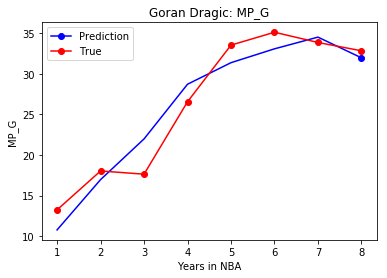 Goran Dragic: MP_G
Prediction
True
35
30
25
20
15
10
MP_G
1 2 3 4 5 6 7 8
Years in NBA